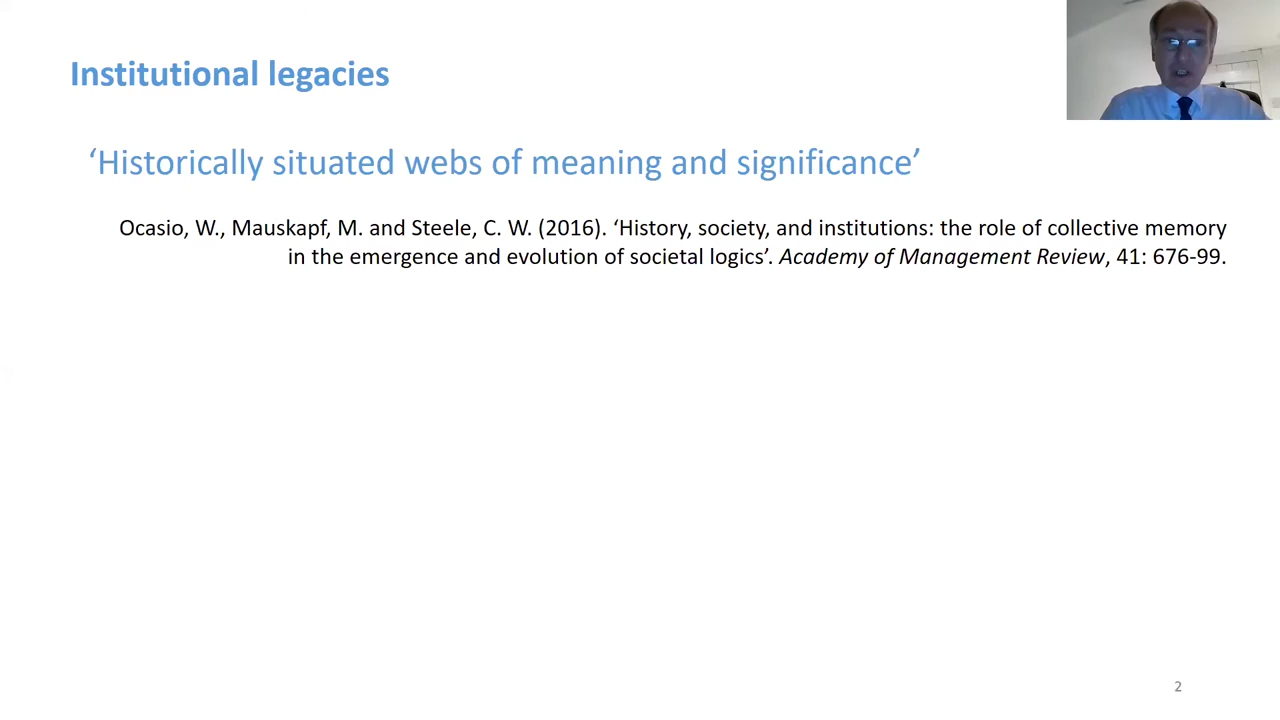 Institutional legacies
‘Historically situated webs of meaning and significance’
Ocasio, W., Mauskapf, M. and Steele, C. W. (2016). ‘History, society, and institutions: the role of collective memory
in the emergence and evolution of societal logics’. Academy of Management Review, 41: 676-99.
2